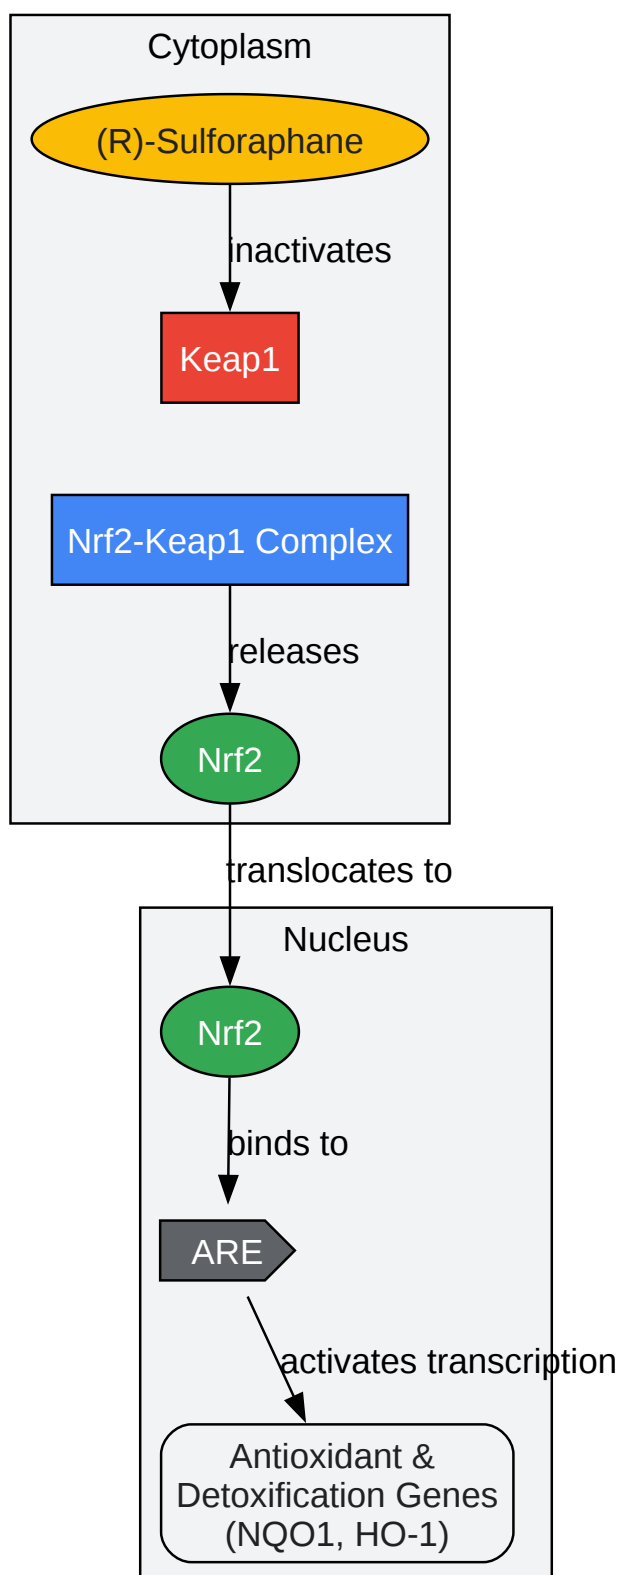 Cytoplasm
(R)-Sulforaphane
inactivates
Keap1
Nrf2-Keap1 Complex
releases
Nrf2
translocates to
Nucleus
Nrf2
binds to
ARE
activates transcription
Antioxidant &
Detoxification Genes
(NQO1, HO-1)